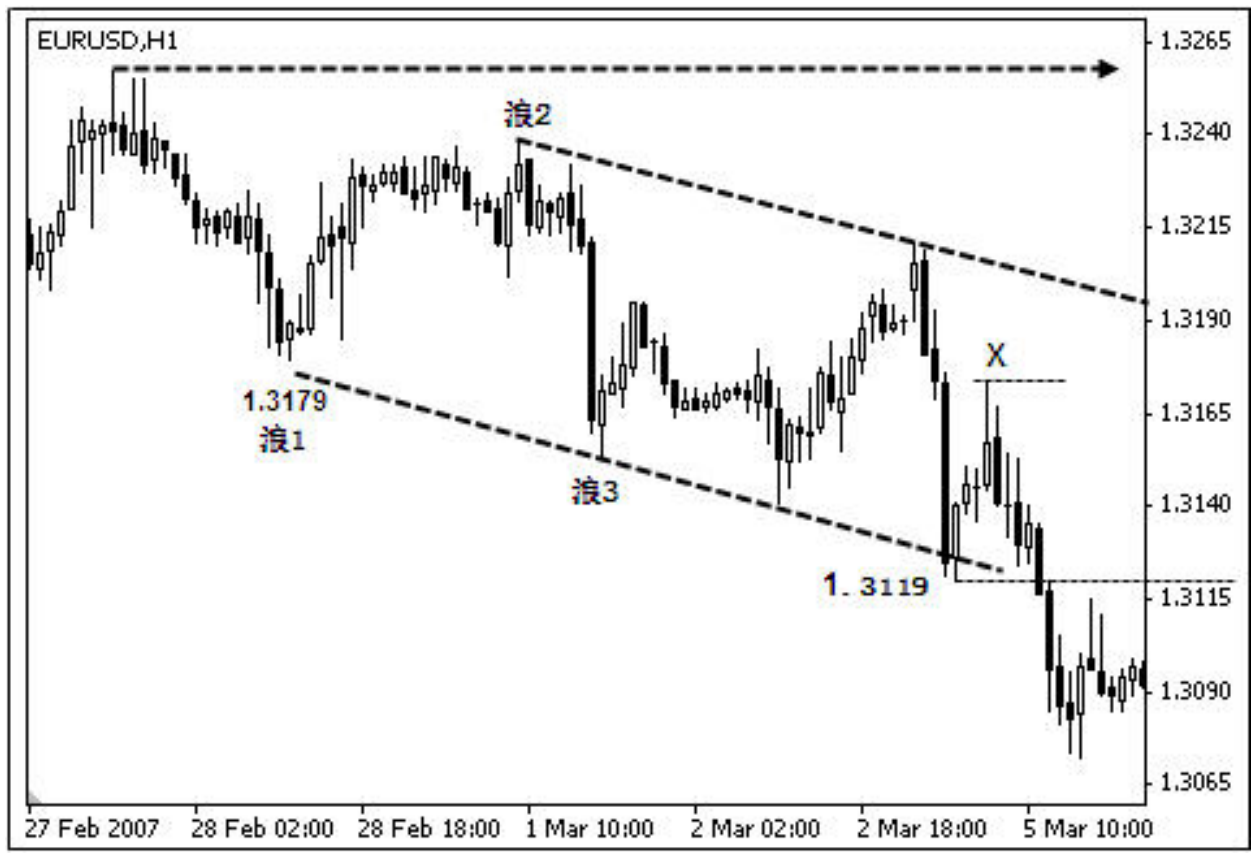 EURUSD,H1
1.3265
浪2
1.3240
1.3215
1.3190
X
1.3179
浪1
1.3165
浪3
1.3140
1. 3119
1.3115
1.3090
1.3065
27 Feb 2007
28 Feb 02:00
28 Feb 18:00
1 Mar 10:00
2 Mar 02:00
2 Mar 18:00
5 Mar 10:00